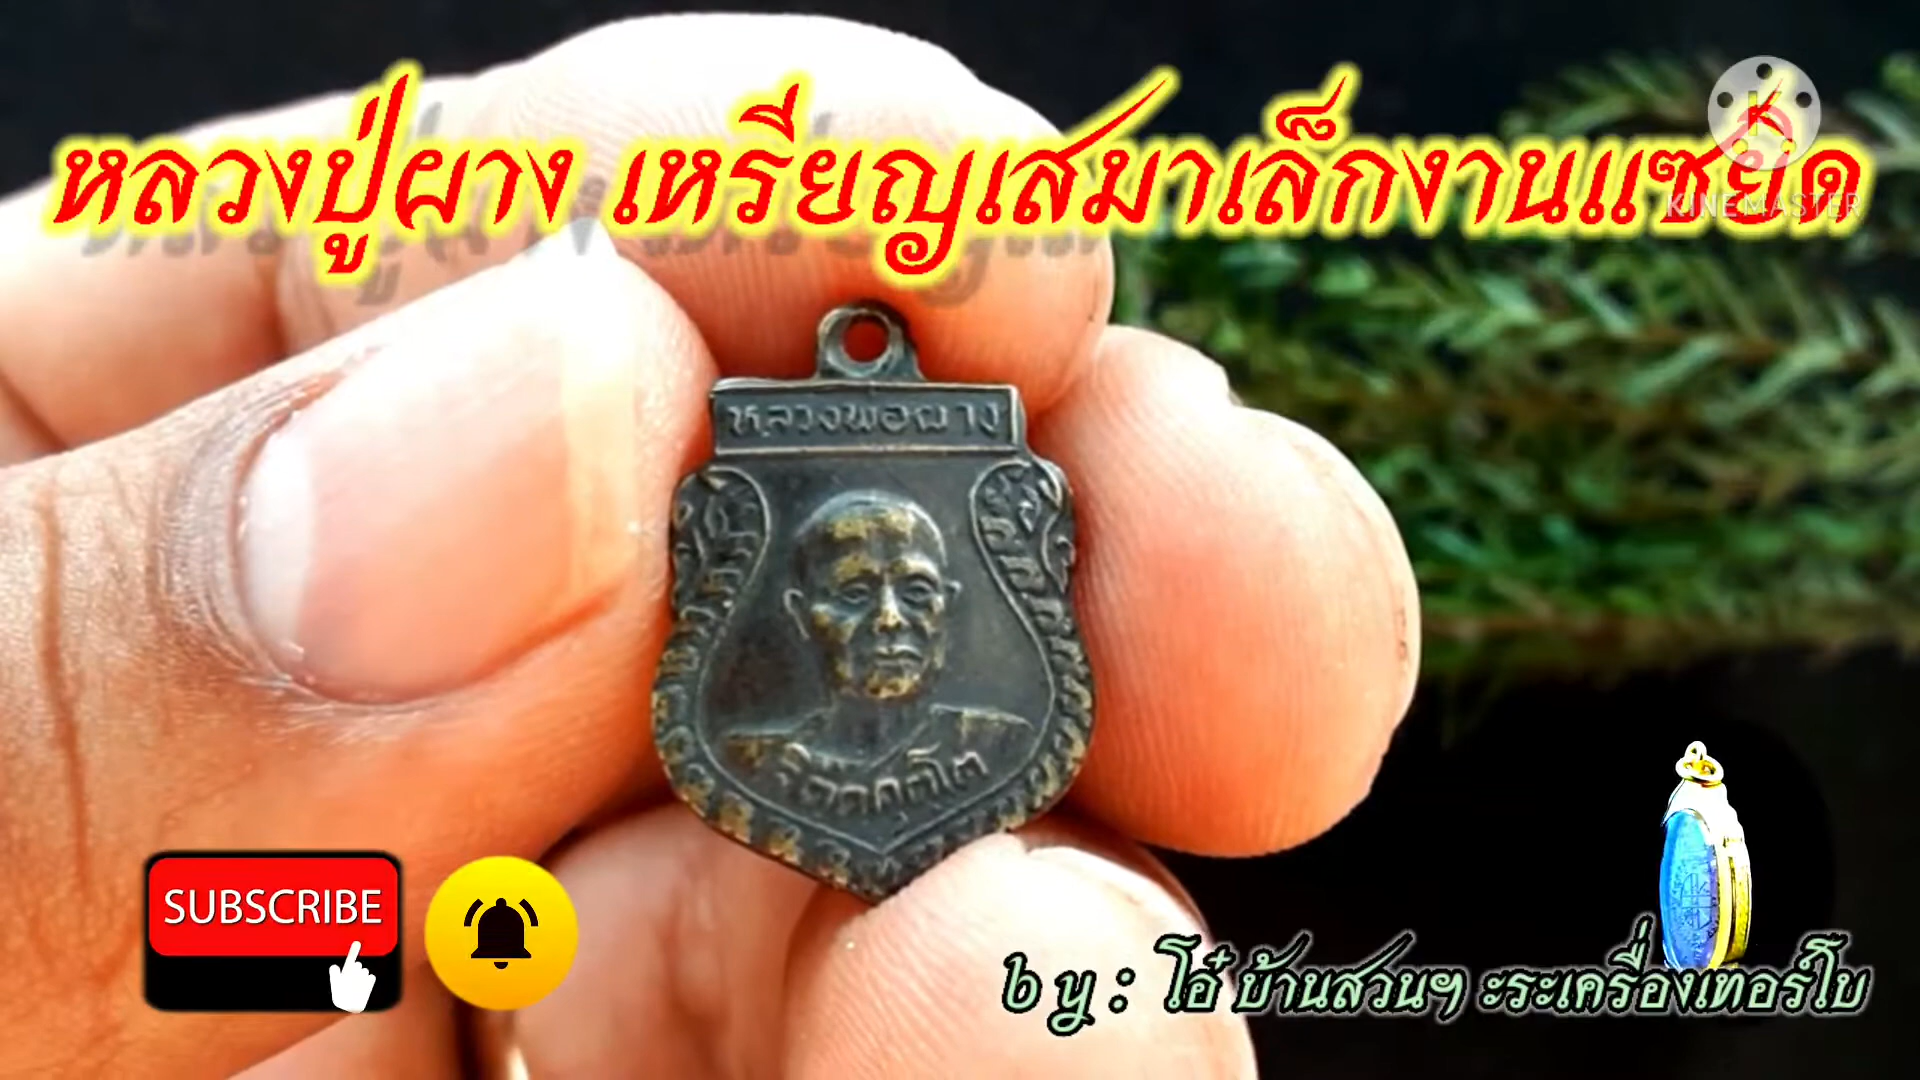 หลวงปู่ผาง เหรียญเสมาเล็กงานแซยิด
KINEMASTER
หลวงพ่อผาง
จิตตคุตโต
SUBSCRIBE
by : โอ๋ บ้านสวนฯ ะระเครื่องเทอร์โบ